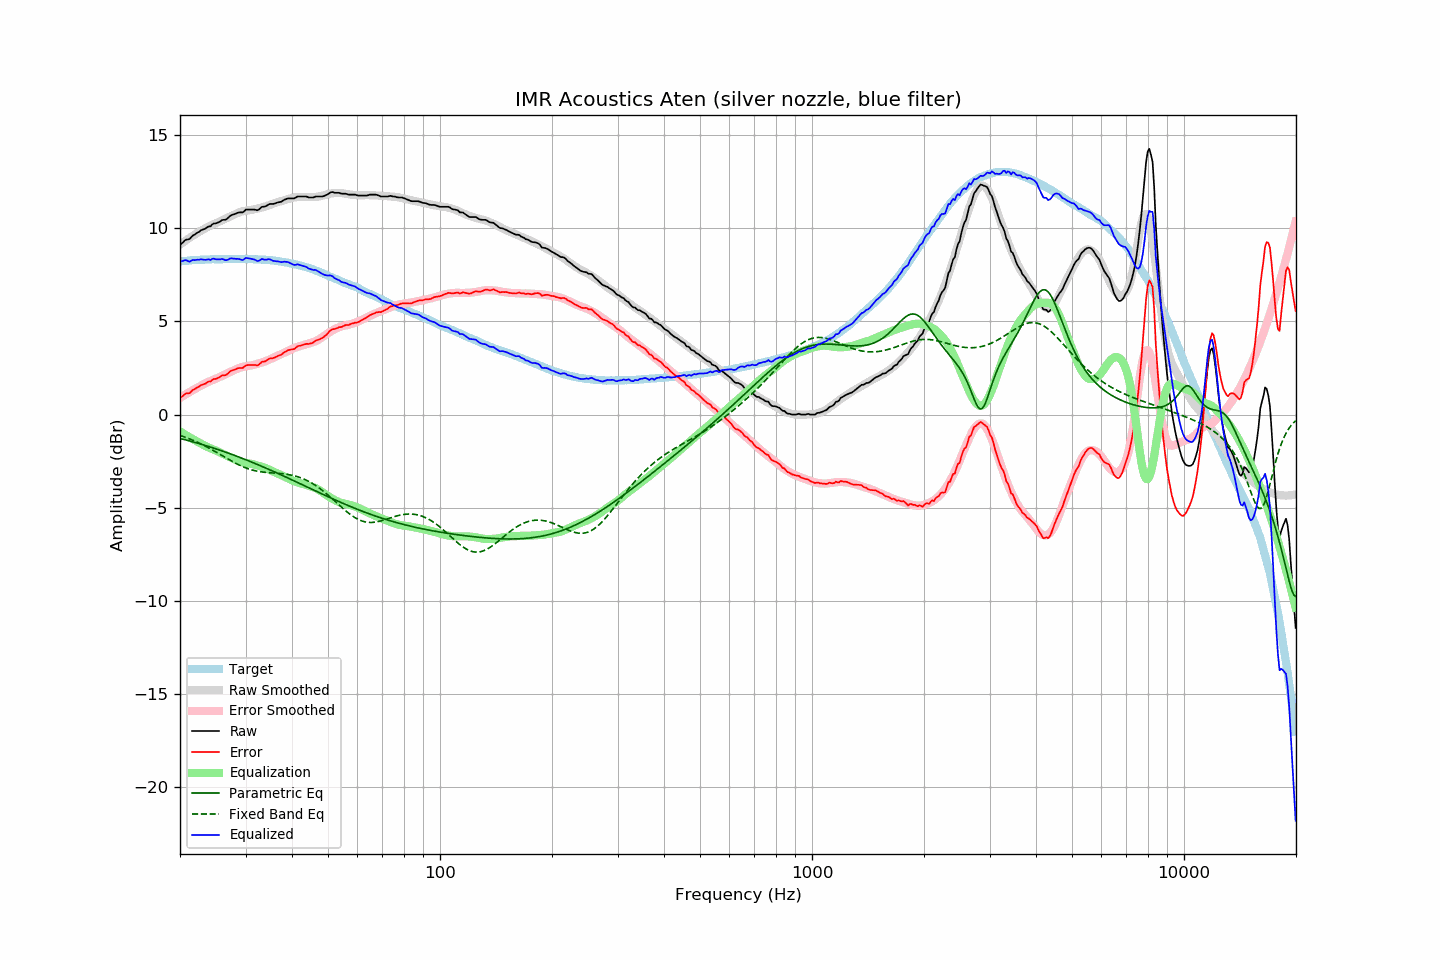 IMR Acoustics Aten (silver nozzle, blue filter)
15
10
5
0
−5
−10
−15
−20
Amplitude (dBr)
Target
Raw Smoothed
Error Smoothed
Raw
Error
Equalization
Parametric Eq
Fixed Band Eq
Equalized
100 1000 10000
Frequency (Hz)